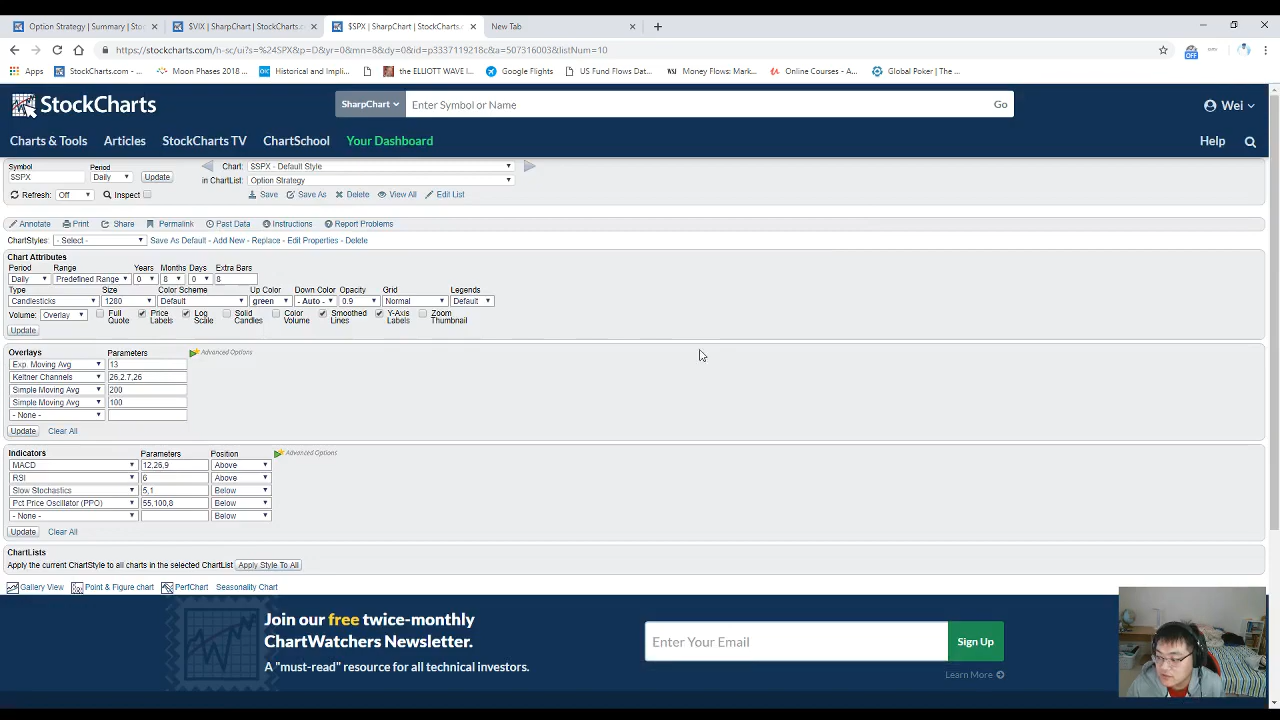 Option Strategy | Summary | Stoc
$VIX | SharpChart | StockCharts.c
$SPX | SharpChart | StockCharts.c
New Tab
https://stockcharts.com/h-sc/ui?s=%24SPX&p=D&yr=0&mn=8&dy=0&id=p3337119218c&a=507316003&listNum=10
OFF
Apps
StockCharts.com - ...
Moon Phases 2018 ...
OIC
Historical and Impli...
the ELLIOTT WAVE l...
Google Flights
US Fund Flows Dat...
Money Flows: Mark...
Online Courses - A...
Global Poker | The ...
StockCharts
SharpChart
Enter Symbol or Name
Go
Wei
Charts & Tools
Articles
StockCharts TV
ChartSchool
Your Dashboard
Help
Symbol
Period
Chart:
$SPX - Default Style
$SPX
Daily
Update
in ChartList:
Option Strategy
Refresh:
Off
Inspect
Save
Save As
Delete
View All
Edit List
Annotate
Print
Share
Permalink
Past Data
Instructions
Report Problems
ChartStyles:
- Select -
Save As Default - Add New - Replace - Edit Properties - Delete
Chart Attributes
Period Range Years Months Days Extra Bars
Daily Predefined Range 0 8 0 8
Type Size Color Scheme Up Color Down Color Opacity Grid Legends
Candlesticks 1280 Default green - Auto - 0.9 Normal Default
Volume: Overlay Full Quote Price Labels Log Scale Solid Candles Color Volume Smoothed Lines Y-Axis Labels Zoom Thumbnail
Update
Overlays Parameters Advanced Options
Exp. Moving Avg 13
Keltner Channels 26,2.7,26
Simple Moving Avg 200
Simple Moving Avg 100
- None -
Update Clear All
Indicators Parameters Position Advanced Options
MACD 12,26,9 Above
RSI 6 Above
Slow Stochastics 5,1 Below
Pct Price Oscillator (PPO) 55,100,8 Below
- None - Below
Update Clear All
ChartLists
Apply the current ChartStyle to all charts in the selected ChartList Apply Style To All
Gallery View Point & Figure chart PerfChart Seasonality Chart
Join our free twice-monthly
ChartWatchers Newsletter.
A "must-read" resource for all technical investors.
Enter Your Email
Sign Up
Learn More